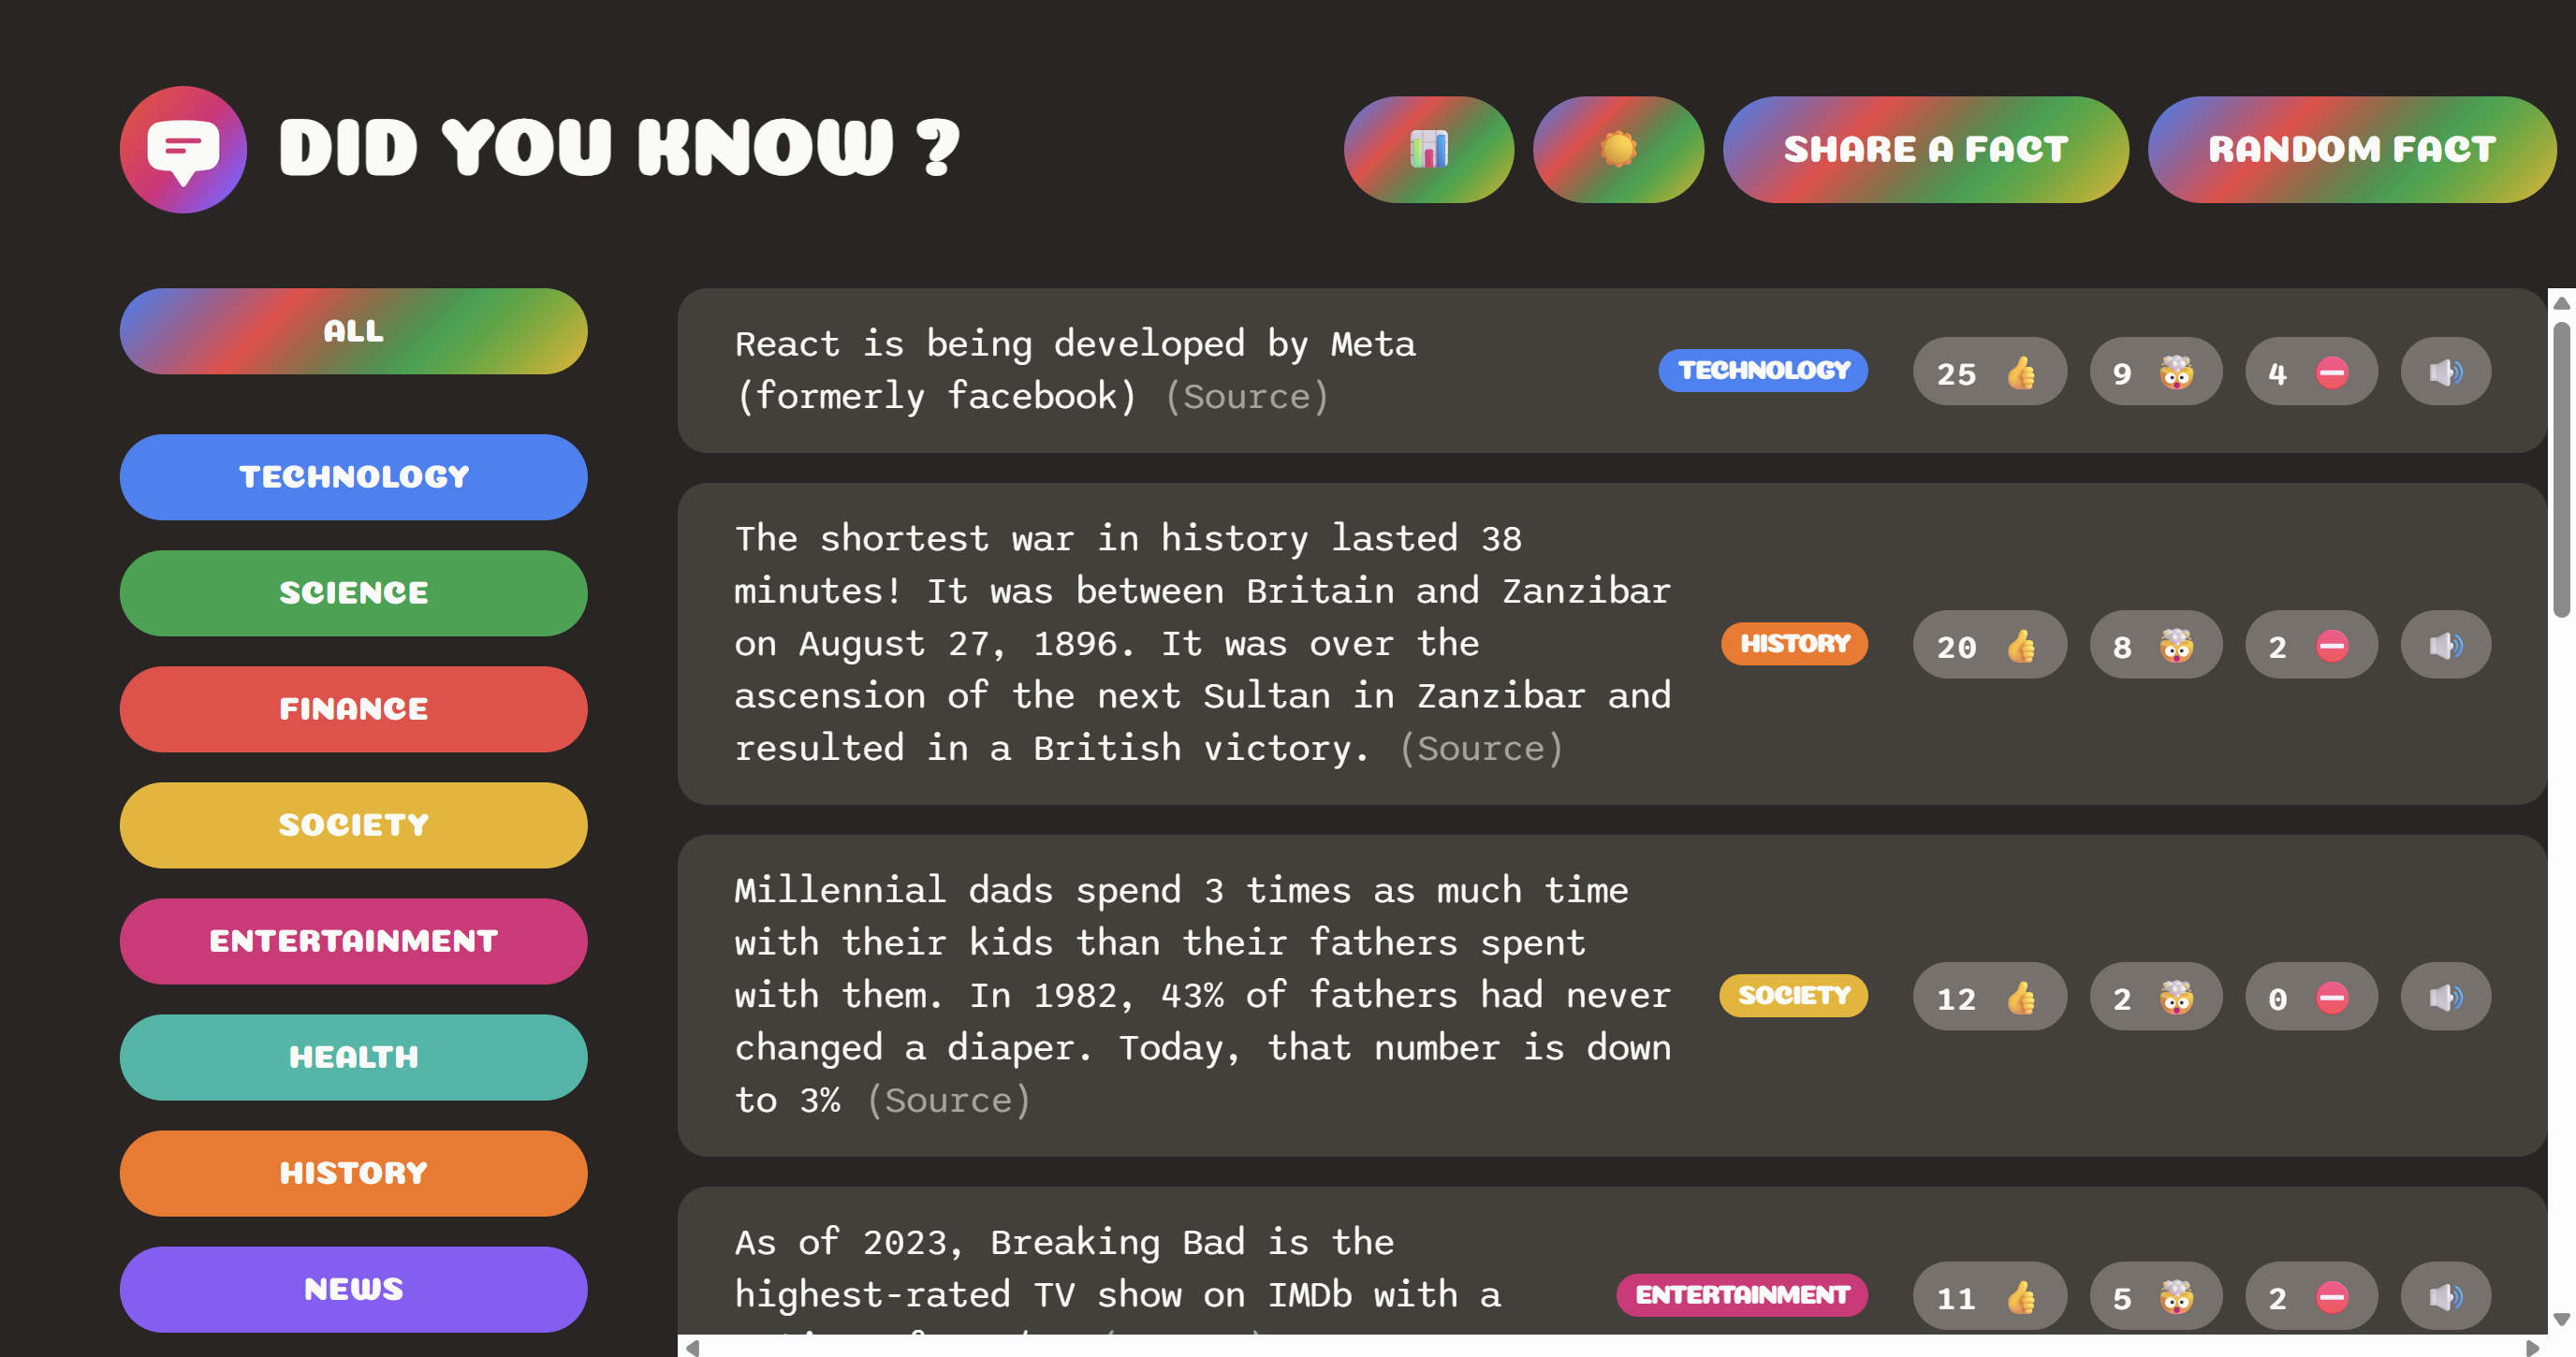 DID YOU KNOW ?
SHARE A FACT
RANDOM FACT
ALL
TECHNOLOGY
SCIENCE
FINANCE
SOCIETY
ENTERTAINMENT
HEALTH
HISTORY
NEWS
React is being developed by Meta
(formerly facebook) (Source)
TECHNOLOGY
25
9
4
The shortest war in history lasted 38
minutes! It was between Britain and Zanzibar
on August 27, 1896. It was over the
ascension of the next Sultan in Zanzibar and
resulted in a British victory. (Source)
HISTORY
20
8
2
Millennial dads spend 3 times as much time
with their kids than their fathers spent
with them. In 1982, 43% of fathers had never
changed a diaper. Today, that number is down
to 3% (Source)
SOCIETY
12
2
0
As of 2023, Breaking Bad is the
highest-rated TV show on IMDb with a
ENTERTAINMENT
11
5
2